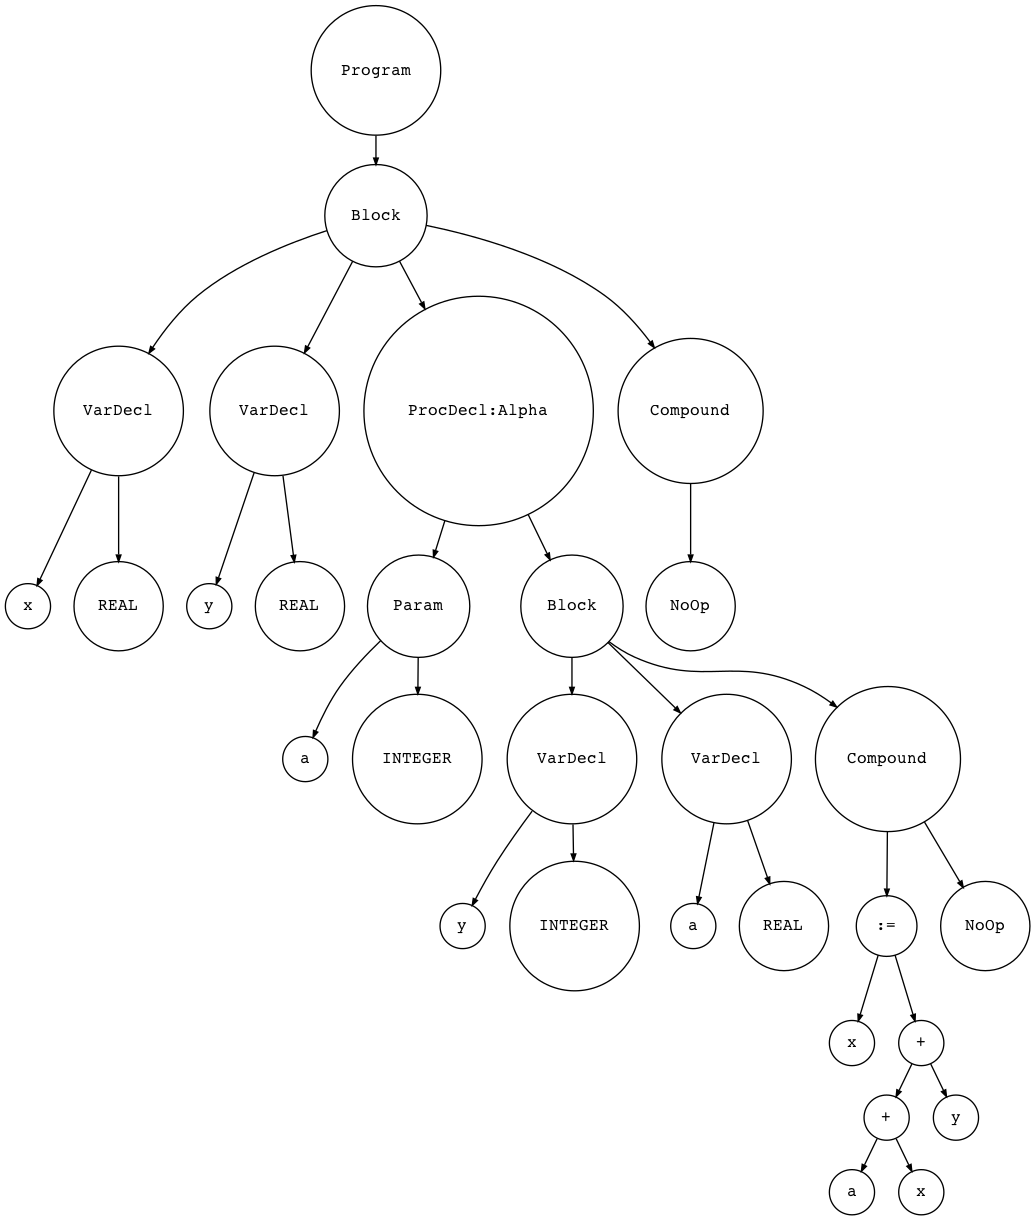 Program
Block
VarDecl
VarDecl
ProcDecl:Alpha
Compound
x
REAL
y
REAL
Param
Block
NoOp
a
INTEGER
VarDecl
VarDecl
Compound
y
INTEGER
a
REAL
:=
NoOp
x
+
+
y
a
x